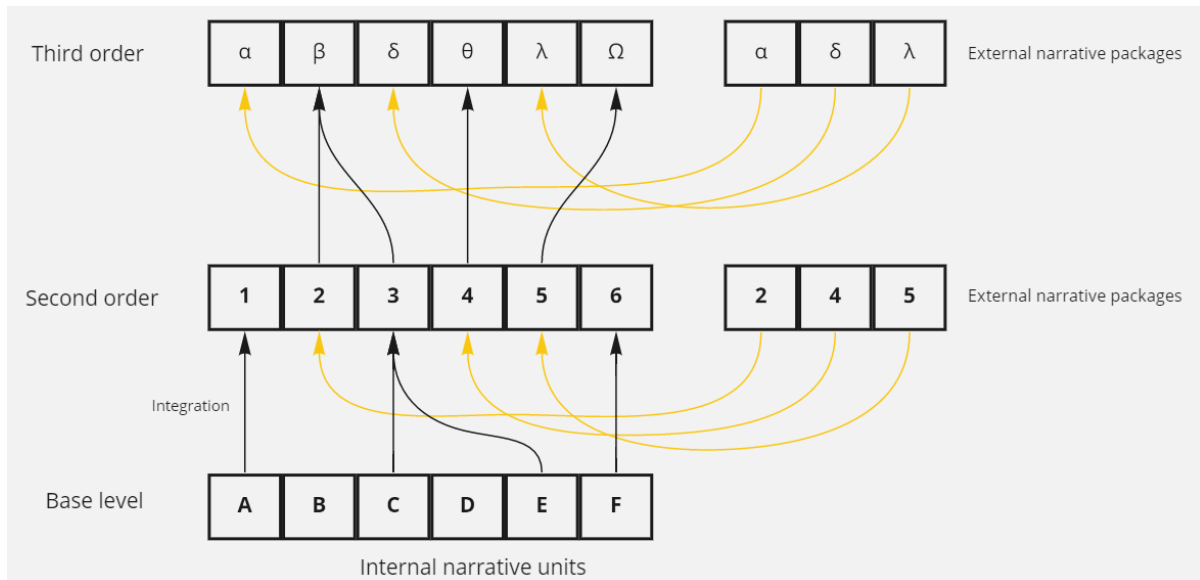 Third order
α β δ θ λ Ω
α δ λ
External narrative packages
Second order
1 2 3 4 5 6
2 4 5
External narrative packages
Integration
Base level
A B C D E F
Internal narrative units